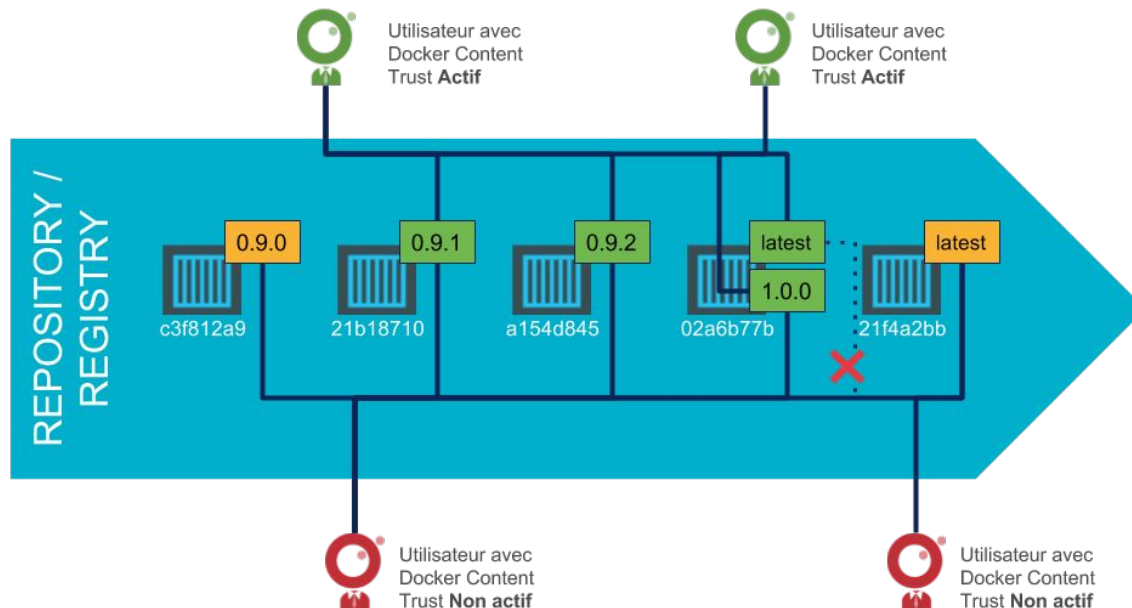 Utilisateur avec
Docker Content
Trust Actif
Utilisateur avec
Docker Content
Trust Actif
REPOSITORY /
REGISTRY
0.9.0
0.9.1
0.9.2
latest
latest
1.0.0
c3f812a9
21b18710
a154d845
02a6b77b
21f4a2bb
Utilisateur avec
Docker Content
Trust Non actif
Utilisateur avec
Docker Content
Trust Non actif